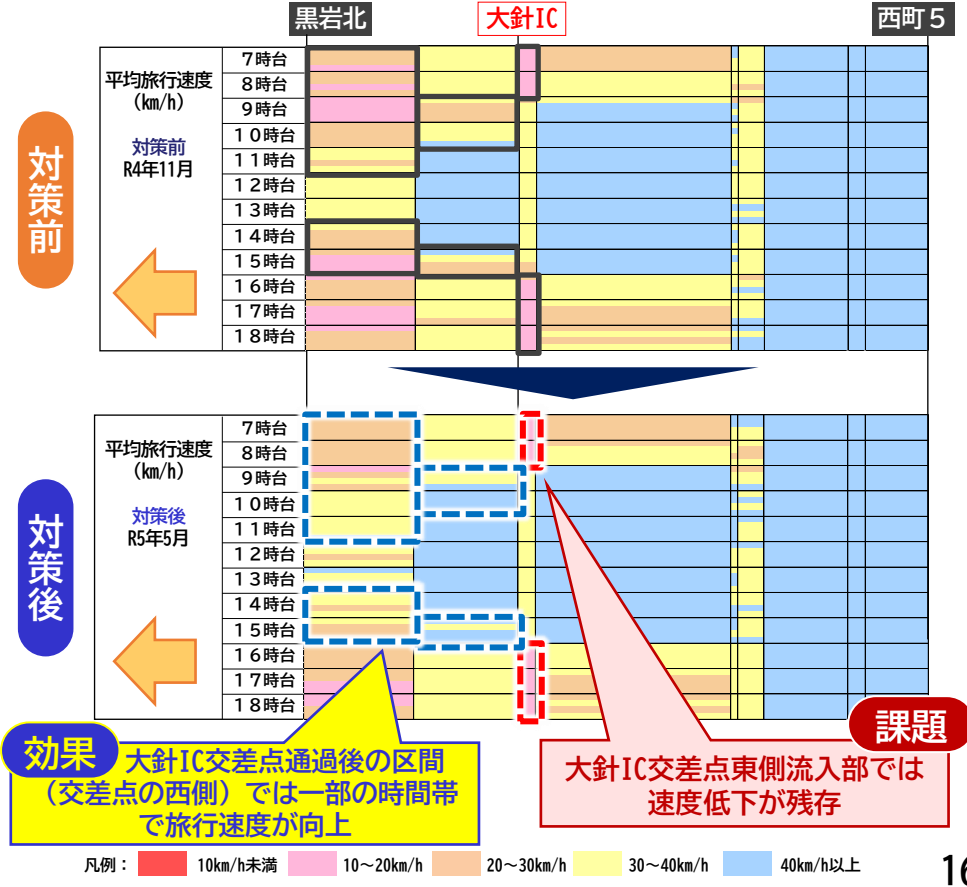 黒岩北
大針IC
西町5
対策前
平均旅行速度
(km/h)
対策前
R4年11月
7時台
8時台
9時台
10時台
11時台
12時台
13時台
14時台
15時台
16時台
17時台
18時台
対策後
平均旅行速度
(km/h)
対策後
R5年5月
7時台
8時台
9時台
10時台
11時台
12時台
13時台
14時台
15時台
16時台
17時台
18時台
効果
大針IC交差点通過後の区間
(交差点の西側)では一部の時間帯
で旅行速度が向上
課題
大針IC交差点東側流入部では
速度低下が残存
凡例: 10km/h未満 10~20km/h 20~30km/h 30~40km/h 40km/h以上
16